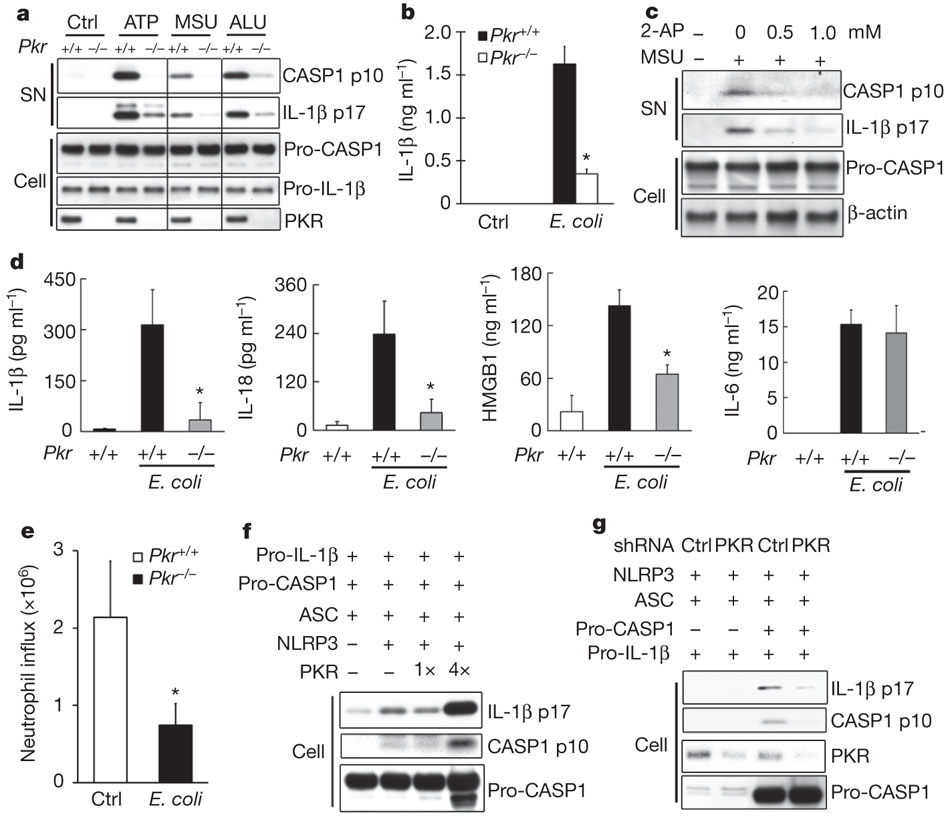 a
Ctrl ATP MSU ALU
Pkr +/+ −/− +/+ −/− +/+ −/− +/+ −/−
SN
CASP1 p10
IL-1β p17
Cell
Pro-CASP1
Pro-IL-1β
PKR
b
IL-1β (ng ml⁻¹)
2.0
1.5
1.0
0.5
0
Pkr+/+
Pkr−/−
*
Ctrl E. coli
c
2-AP − 0 0.5 1.0 mM
MSU − + + +
SN
CASP1 p10
IL-1β p17
Cell
Pro-CASP1
β-actin
d
IL-1β (pg ml⁻¹)
450
300
150
0
*
Pkr +/+ +/+ −/−
E. coli
IL-18 (pg ml⁻¹)
360
240
120
0
*
Pkr +/+ +/+ −/−
E. coli
HMGB1 (ng ml⁻¹)
180
120
60
0
*
Pkr +/+ +/+ −/−
E. coli
IL-6 (ng ml⁻¹)
20
15
10
5
0
Pkr +/+ +/+ −/−
E. coli
e
Neutrophil influx (×10⁶)
3
2
1
0
Pkr+/+
Pkr−/−
*
Ctrl E. coli
f
Pro-IL-1β + + + +
Pro-CASP1 + + + +
ASC + + + +
NLRP3 − + + +
PKR − − 1× 4×
Cell
IL-1β p17
CASP1 p10
Pro-CASP1
g
shRNA Ctrl PKR Ctrl PKR
NLRP3 + + + +
ASC + + + +
Pro-CASP1 − − + +
Pro-IL-1β + + + +
Cell
IL-1β p17
CASP1 p10
PKR
Pro-CASP1